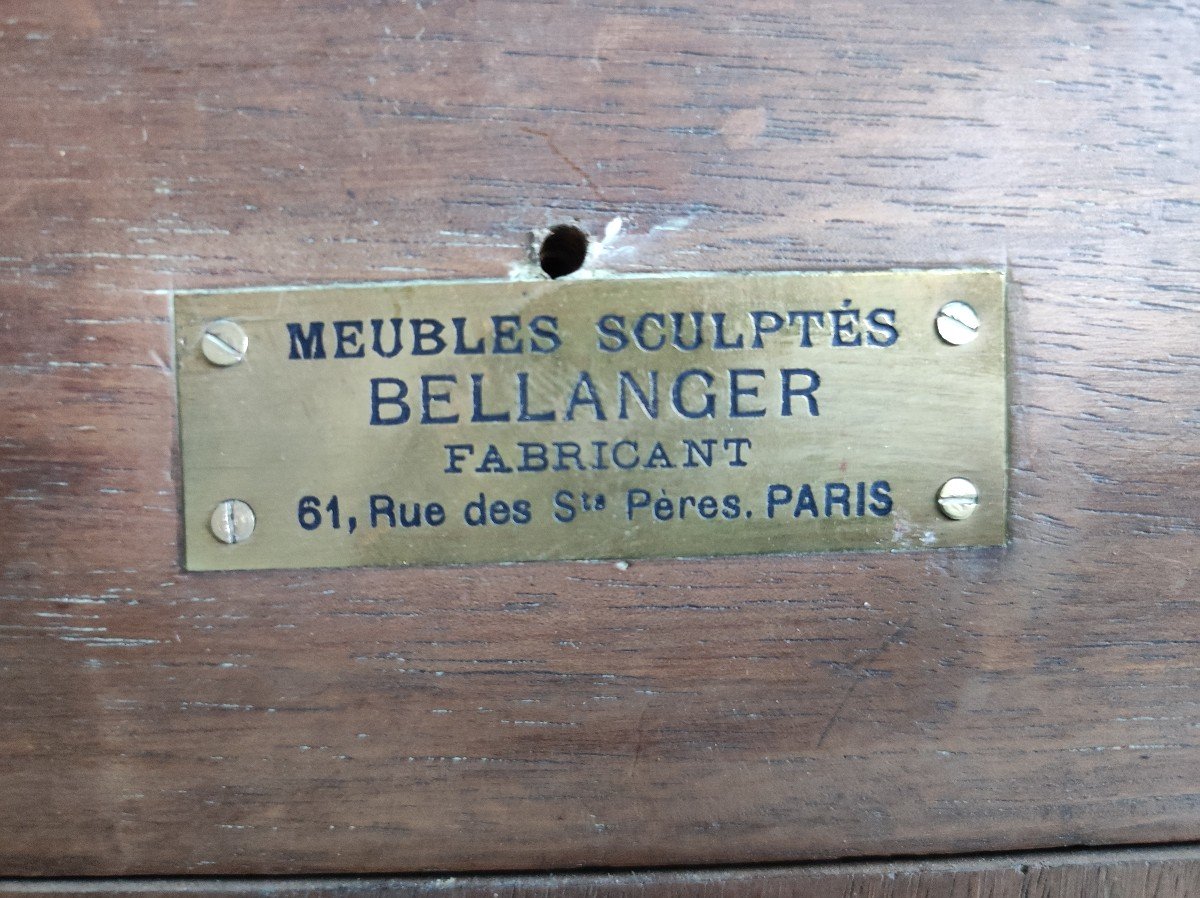 MEUBLES SCULPTÉS
BELLANGER
FABRICANT
61, Rue des Sts Pères. PARIS